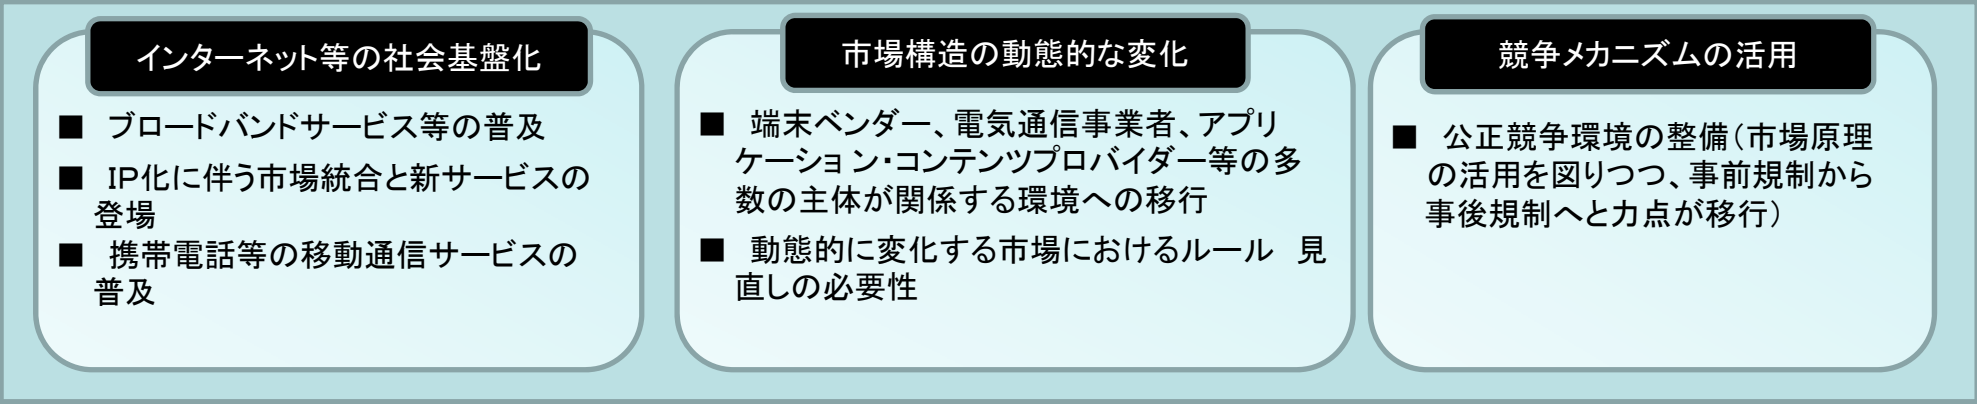 インターネット等の社会基盤化
■ ブロードバンドサービス等の普及
■ IP化に伴う市場統合と新サービスの
登場
■ 携帯電話等の移動通信サービスの
普及
市場構造の動態的な変化
■ 端末ベンダー、電気通信事業者、アプリ
ケーション・コンテンツプロバイダー等の多
数の主体が関係する環境への移行
■ 動態的に変化する市場におけるルール 見
直しの必要性
競争メカニズムの活用
■ 公正競争環境の整備(市場原理
の活用を図りつつ、事前規制から
事後規制へと力点が移行)